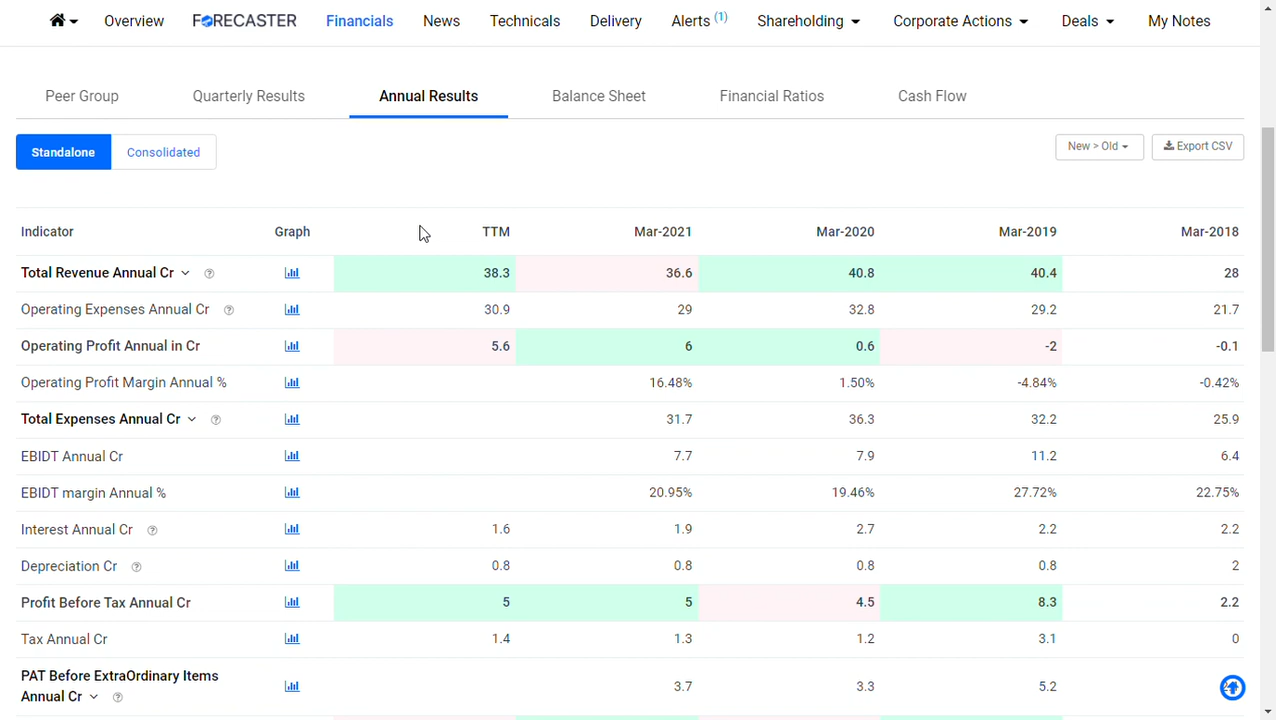 Overview FORECASTER Financials News Technicals Delivery Alerts (1) Shareholding Corporate Actions Deals My Notes
Peer Group Quarterly Results Annual Results Balance Sheet Financial Ratios Cash Flow
Standalone Consolidated New > Old Export CSV
Indicator Graph TTM Mar-2021 Mar-2020 Mar-2019 Mar-2018
Total Revenue Annual Cr ? 38.3 36.6 40.8 40.4 28
Operating Expenses Annual Cr ? 30.9 29 32.8 29.2 21.7
Operating Profit Annual in Cr 5.6 6 0.6 -2 -0.1
Operating Profit Margin Annual % 16.48% 1.50% -4.84% -0.42%
Total Expenses Annual Cr ? 31.7 36.3 32.2 25.9
EBIDT Annual Cr 7.7 7.9 11.2 6.4
EBIDT margin Annual % 20.95% 19.46% 27.72% 22.75%
Interest Annual Cr ? 1.6 1.9 2.7 2.2 2.2
Depreciation Cr ? 0.8 0.8 0.8 0.8 2
Profit Before Tax Annual Cr 5 5 4.5 8.3 2.2
Tax Annual Cr 1.4 1.3 1.2 3.1 0
PAT Before ExtraOrdinary Items
Annual Cr ? 3.7 3.3 5.2